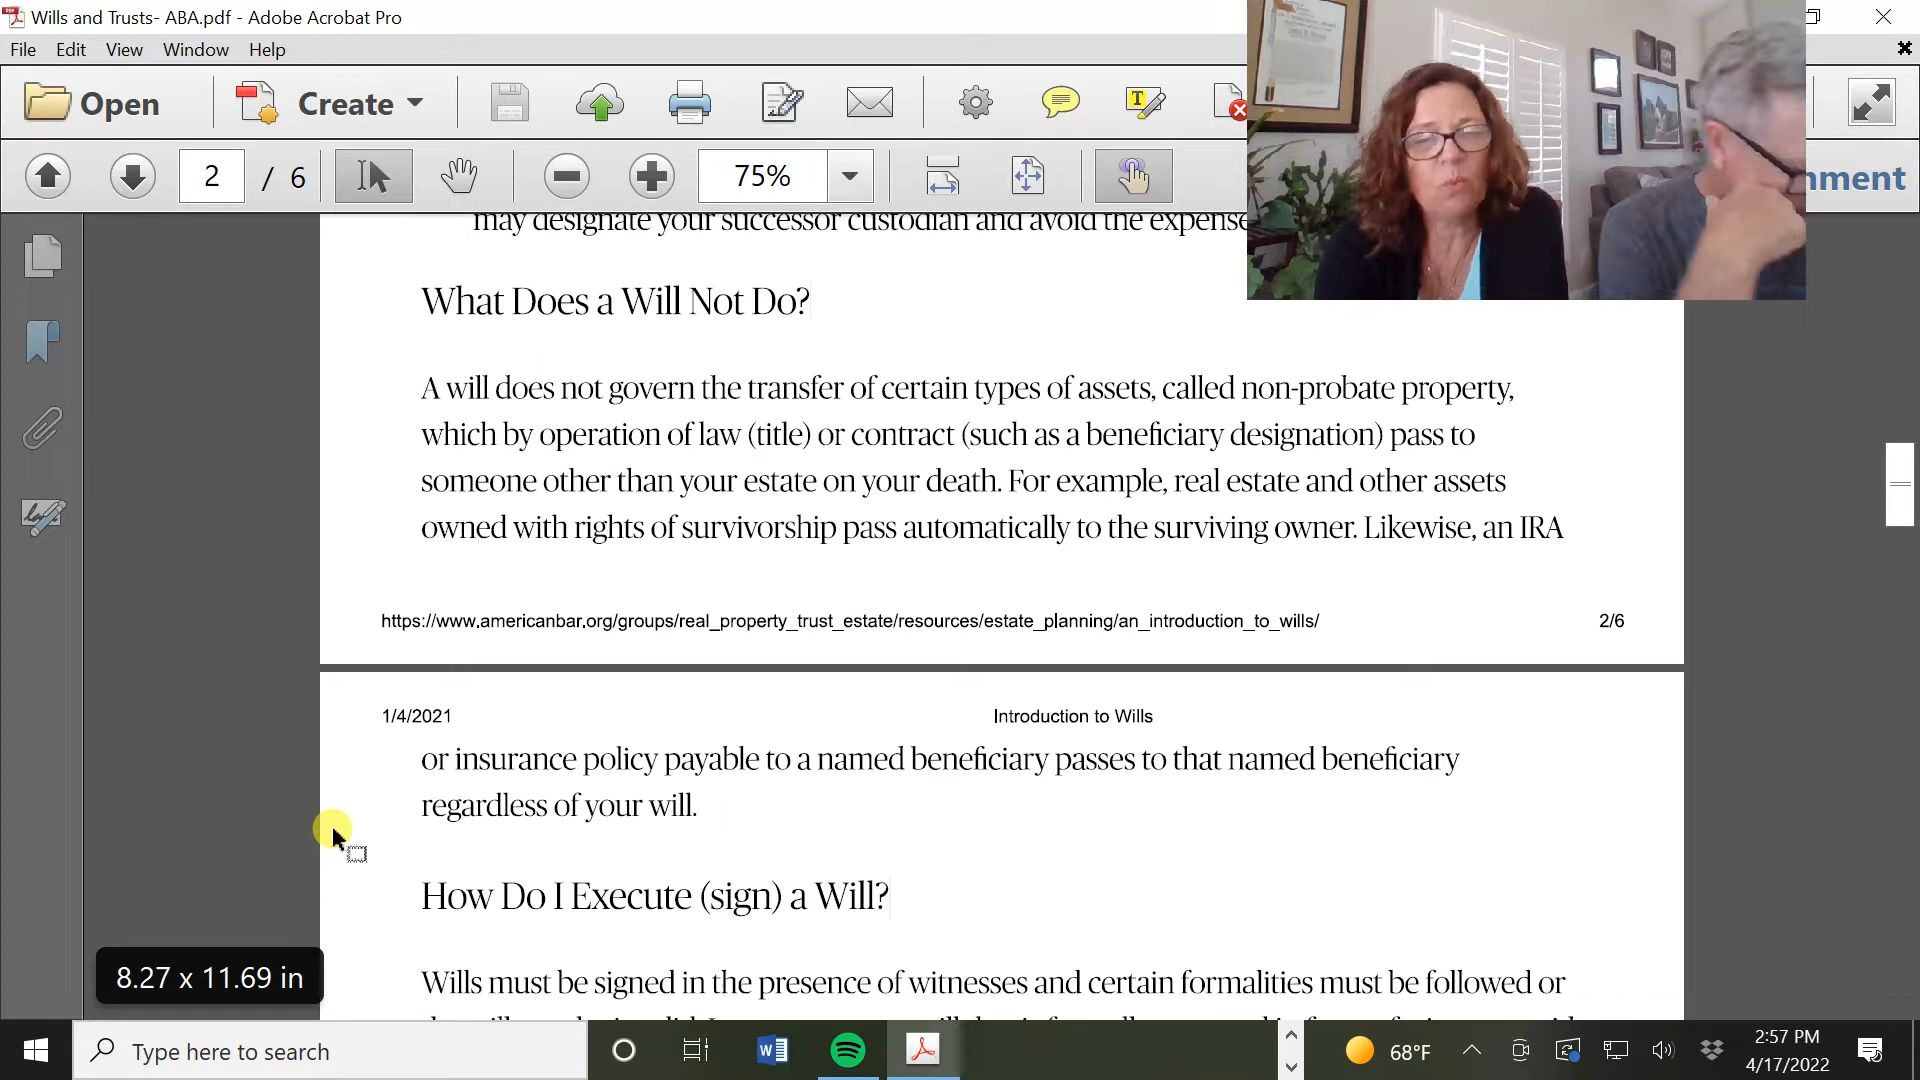 Wills and Trusts- ABA.pdf - Adobe Acrobat Pro
File Edit View Window Help
Open
Create
2 / 6
75%
mment
may designate your successor custodian and avoid the expense
What Does a Will Not Do?
A will does not govern the transfer of certain types of assets, called non-probate property,
which by operation of law (title) or contract (such as a beneficiary designation) pass to
someone other than your estate on your death. For example, real estate and other assets
owned with rights of survivorship pass automatically to the surviving owner. Likewise, an IRA
https://www.americanbar.org/groups/real_property_trust_estate/resources/estate_planning/an_introduction_to_wills/ 2/6
1/4/2021 Introduction to Wills
or insurance policy payable to a named beneficiary passes to that named beneficiary
regardless of your will.
How Do I Execute (sign) a Will?
8.27 x 11.69 in
Wills must be signed in the presence of witnesses and certain formalities must be followed or
Type here to search
68°F
2:57 PM
4/17/2022